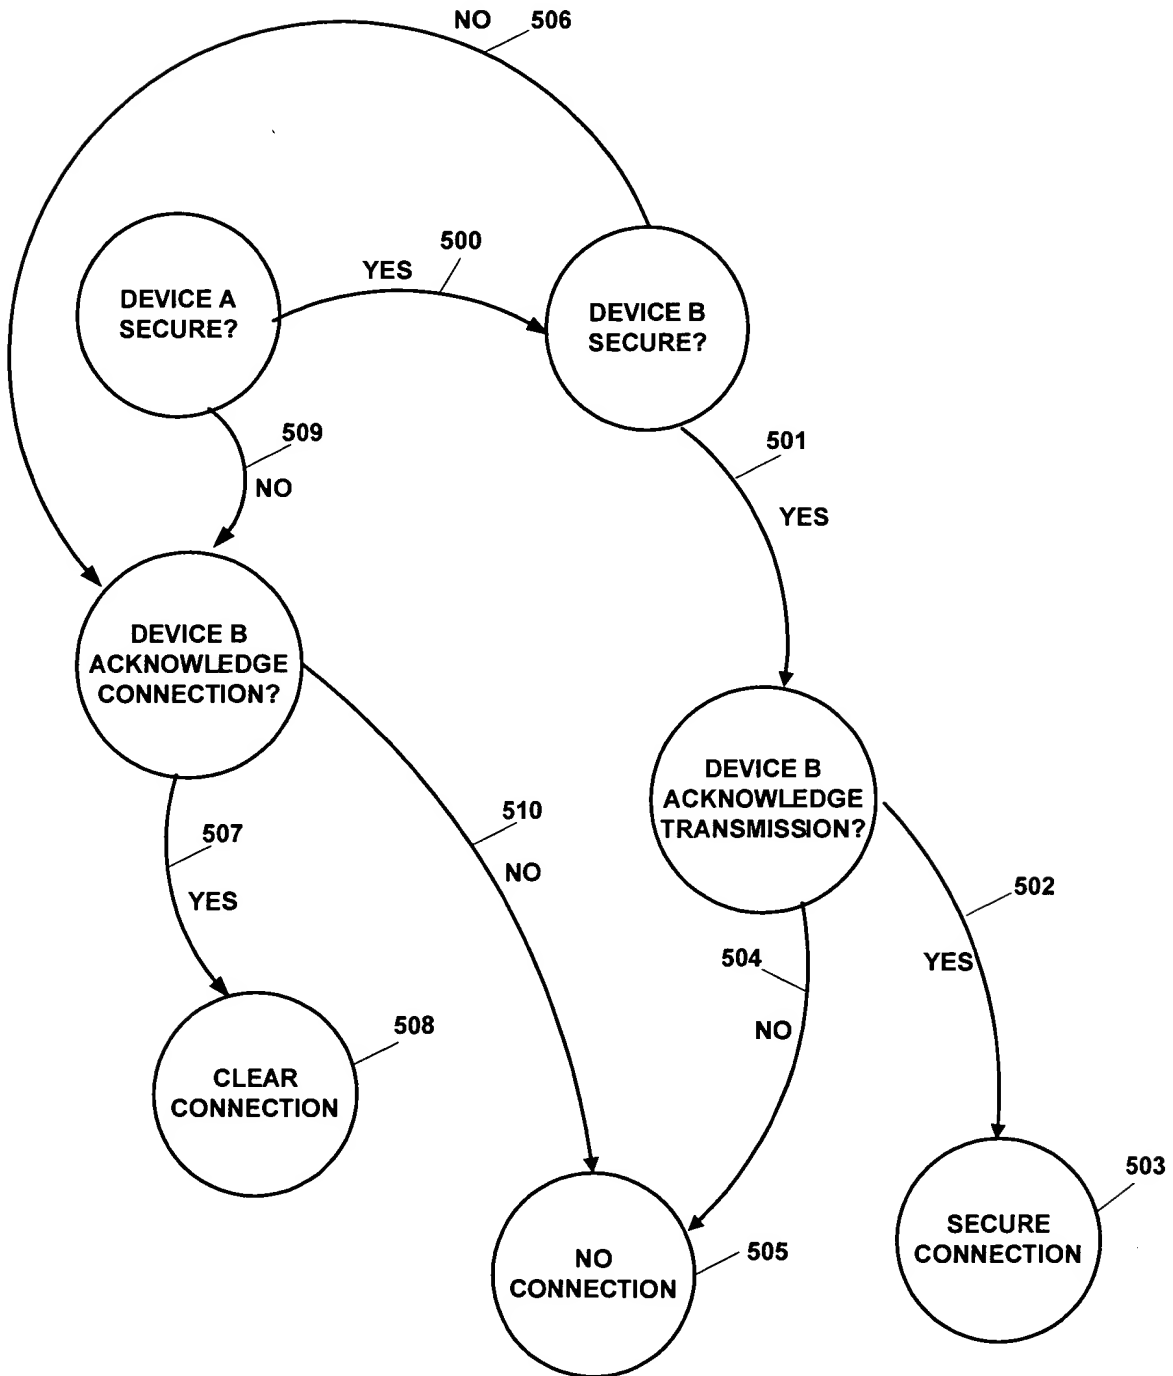 NO
506
500
YES
DEVICE A
SECURE?
DEVICE B
SECURE?
509
NO
501
YES
DEVICE B
ACKNOWLEDGE
CONNECTION?
DEVICE B
ACKNOWLEDGE
TRANSMISSION?
507
YES
510
NO
502
YES
504
NO
508
CLEAR
CONNECTION
503
SECURE
CONNECTION
505
NO
CONNECTION